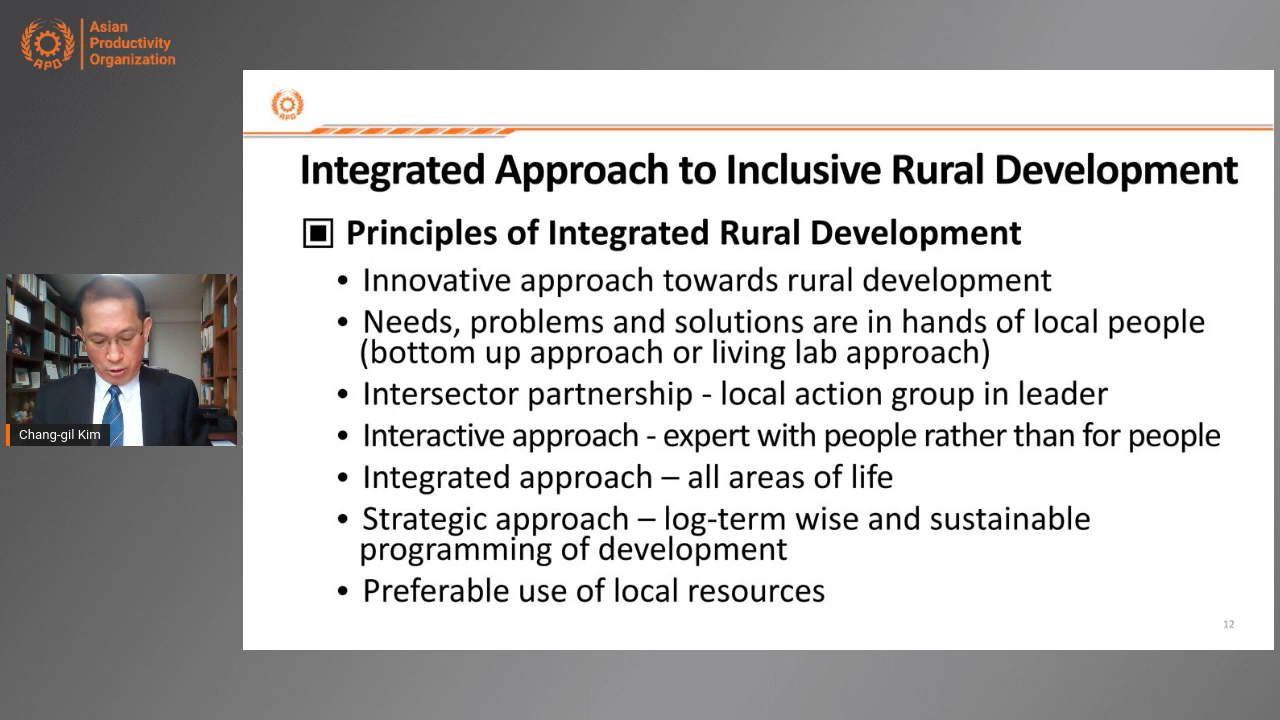 Asian
Productivity
Organization
APO
APO
Integrated Approach to Inclusive Rural Development
▣ Principles of Integrated Rural Development
• Innovative approach towards rural development
• Needs, problems and solutions are in hands of local people
(bottom up approach or living lab approach)
• Intersector partnership - local action group in leader
• Interactive approach - expert with people rather than for people
• Integrated approach – all areas of life
• Strategic approach – log-term wise and sustainable
programming of development
• Preferable use of local resources
12
Chang-gil Kim